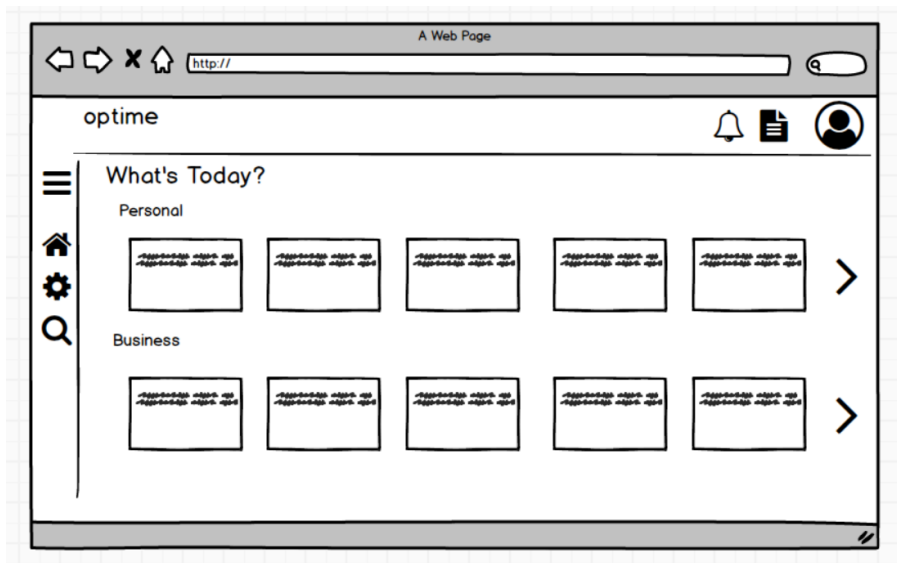 A Web Page
http://
optime
What's Today?
Personal
Business